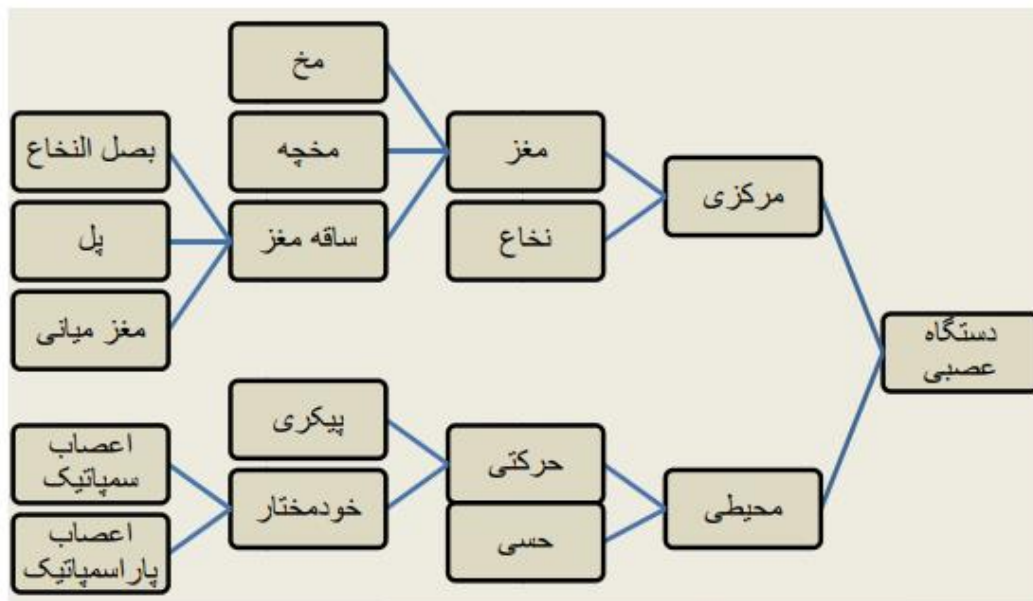 دستگاه
عصبی
مرکزی
مغز
مخ
مخچه
ساقه مغز
بصل النخاع
پل
مغز میانی
نخاع
محیطی
حرکتی
پیکری
خودمختار
اعصاب
سمپاتیک
اعصاب
پاراسمپاتیک
حسی